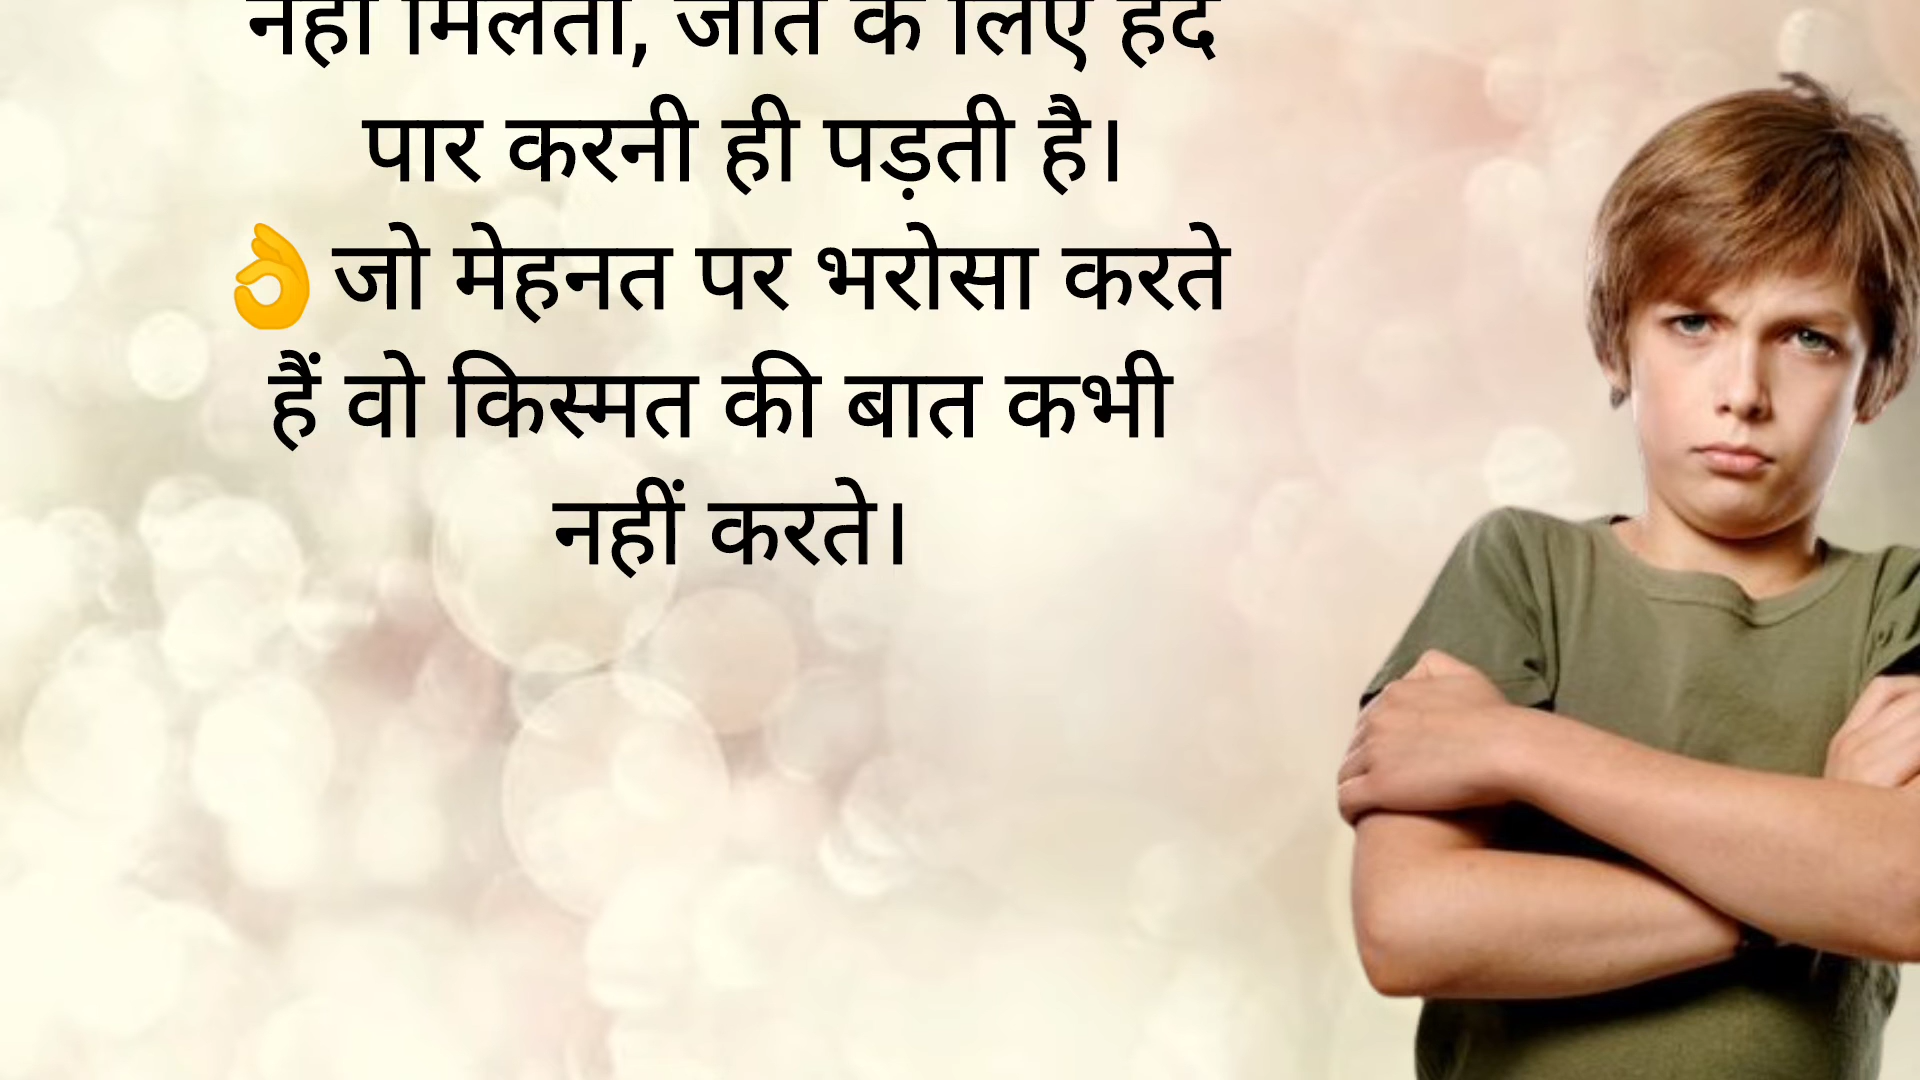 नहीं मिलता, जीत के लिए हद
पार करनी ही पड़ती है।
👌जो मेहनत पर भरोसा करते
हैं वो किस्मत की बात कभी
नहीं करते।